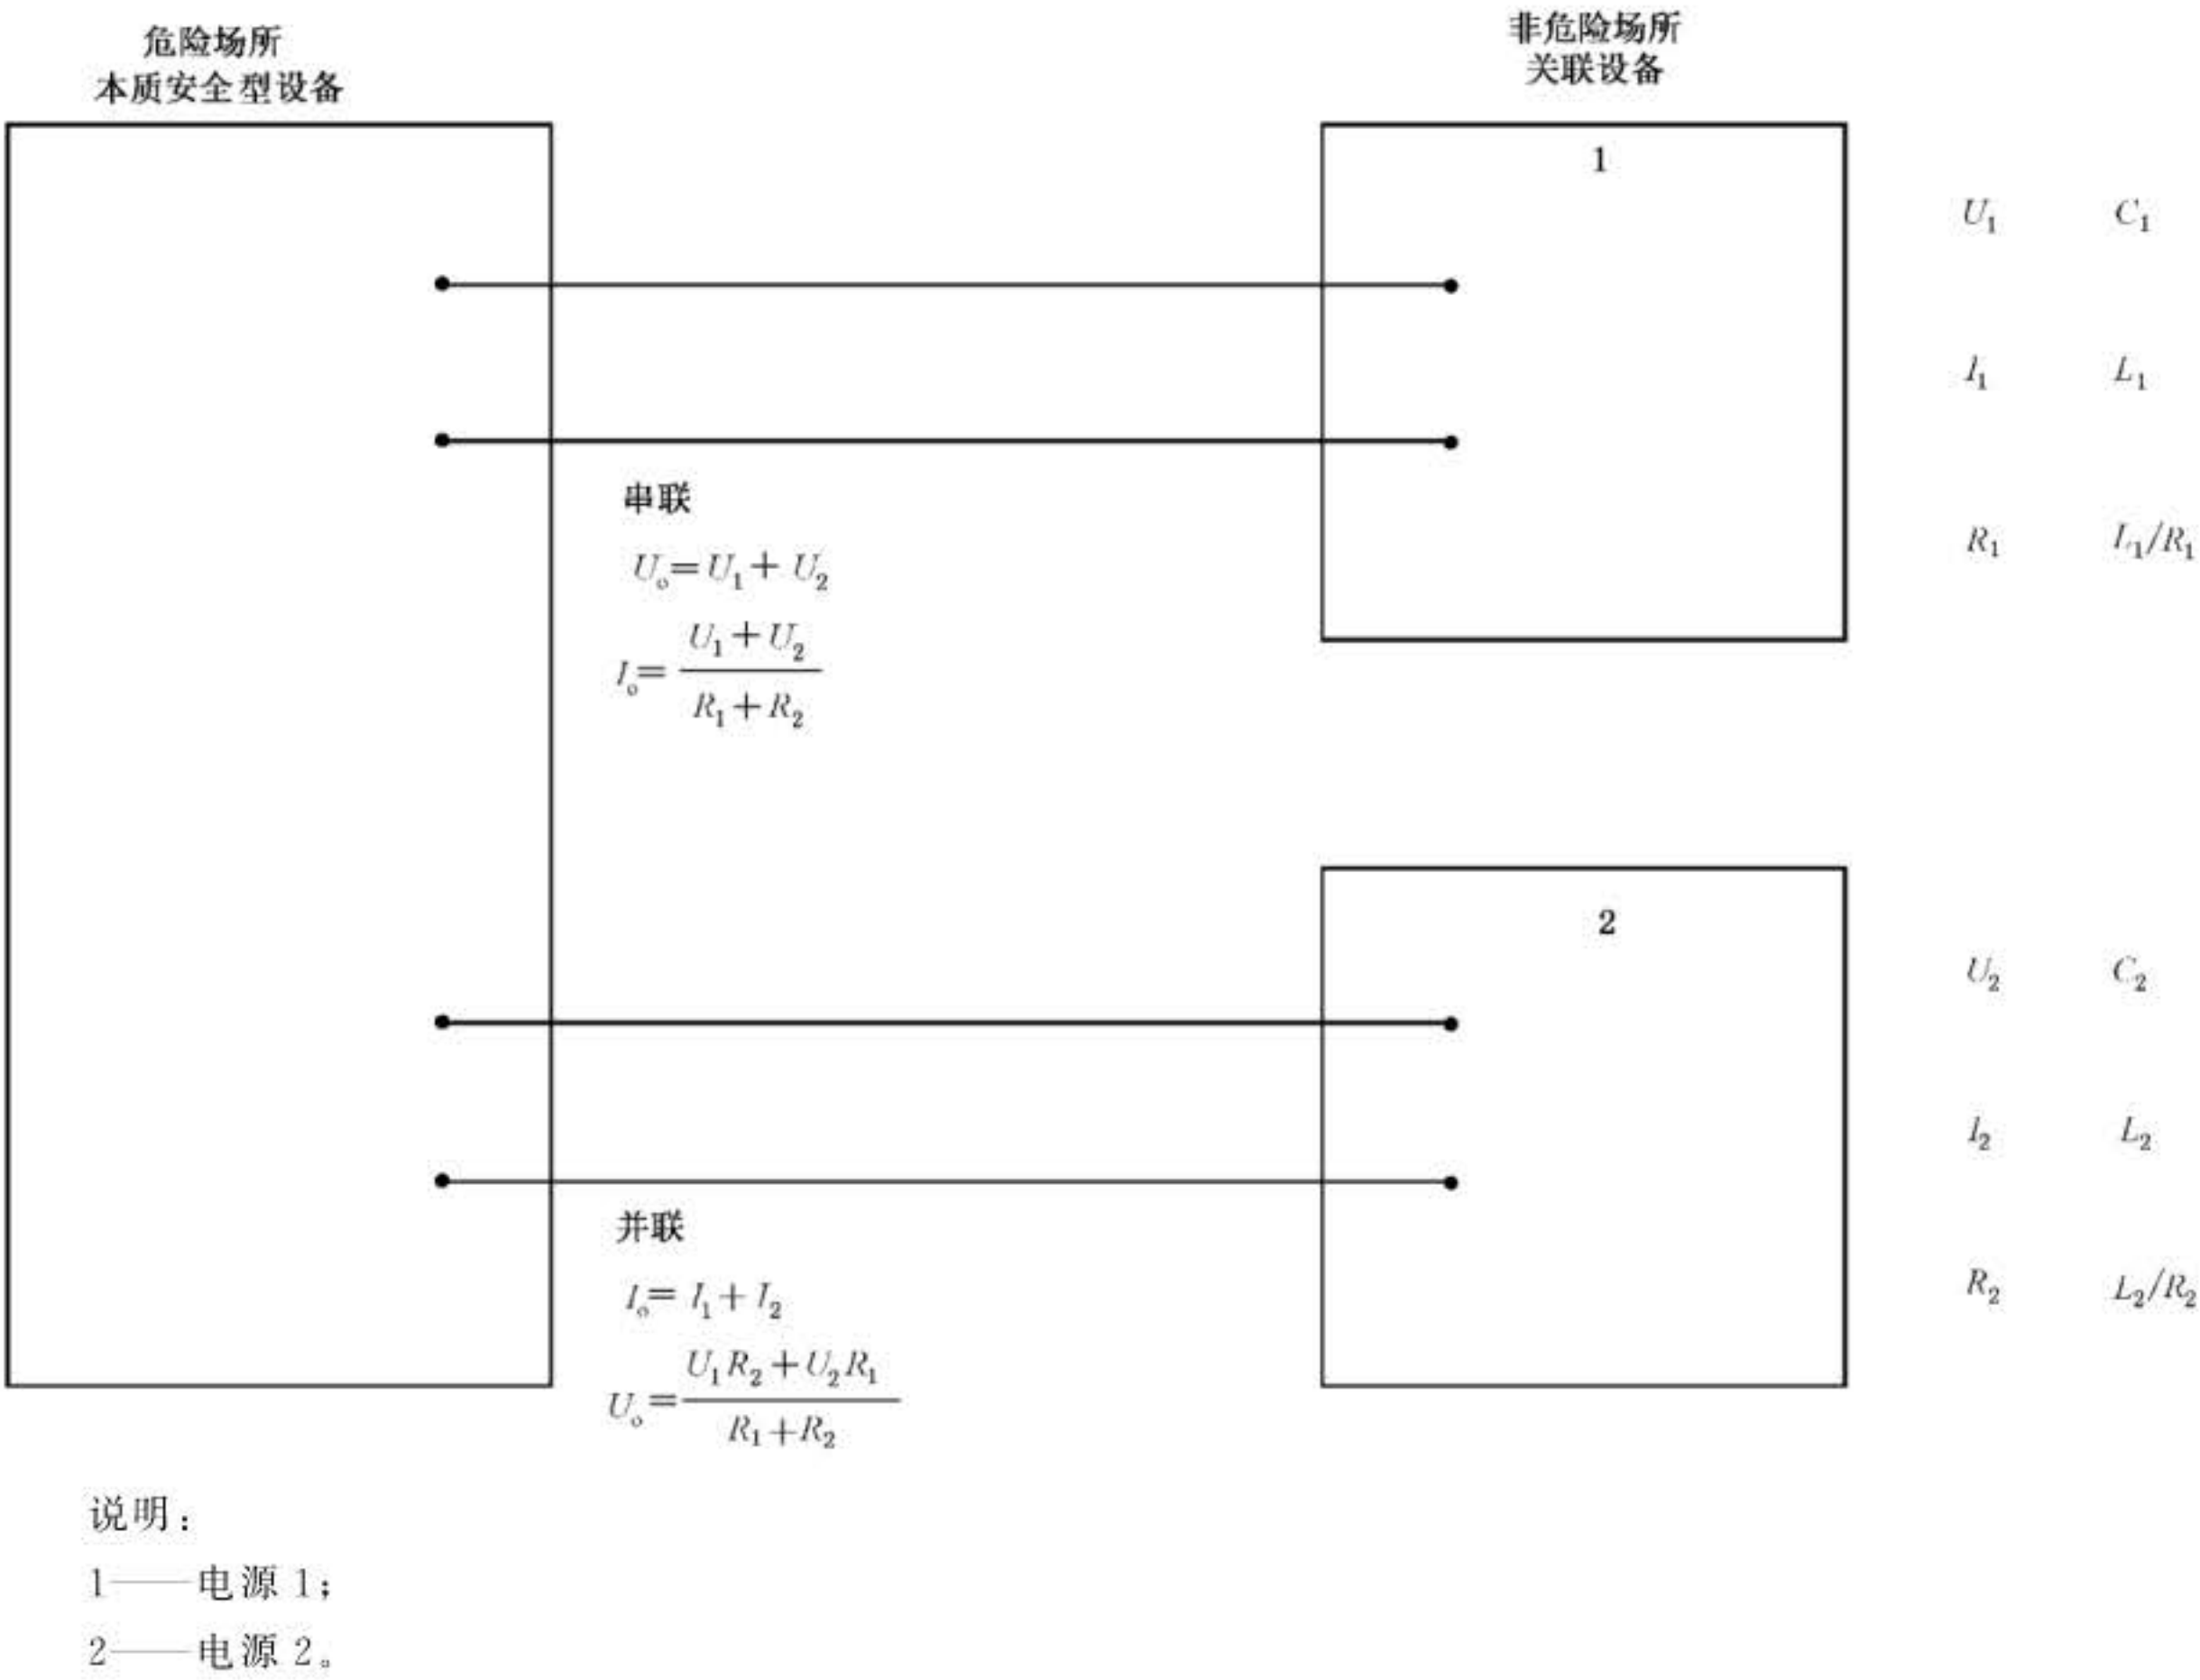 危险场所
本质安全型设备
非危险场所
关联设备
1
U₁ C₁
I₁ L₁
R₁ L₁/R₁
串联
Uₒ=U₁+U₂
Iₒ=(U₁+U₂)/(R₁+R₂)
2
U₂ C₂
I₂ L₂
R₂ L₂/R₂
并联
Iₒ=I₁+I₂
Uₒ=(U₁R₂+U₂R₁)/(R₁+R₂)
说明：
1——电源1；
2——电源2。